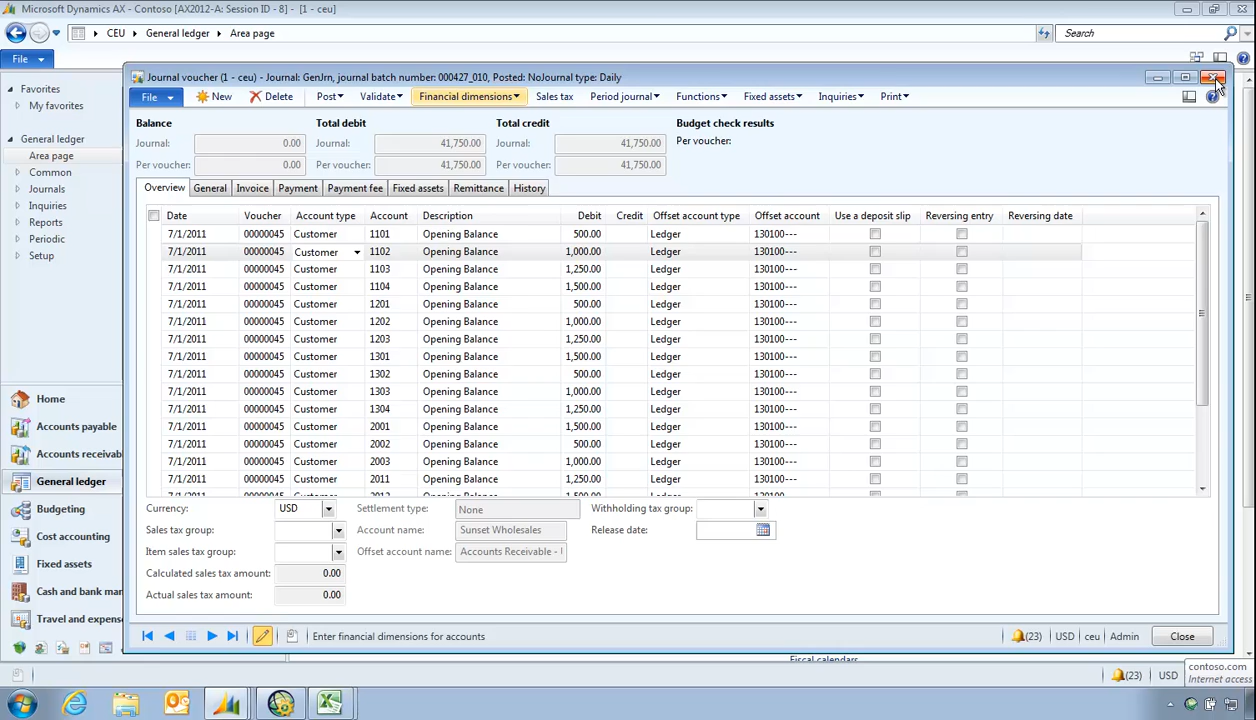 Microsoft Dynamics AX - Contoso [AX2012-A: Session ID - 8] - [1 - ceu]
CEU General ledger Area page Search
File
Journal voucher (1 - ceu) - Journal: GenJrn, journal batch number: 000427_010, Posted: NoJournal type: Daily
File New Delete Post Validate Financial dimensions Sales tax Period journal Functions Fixed assets Inquiries Print
Favorites
My favorites
General ledger
Area page
Common
Journals
Inquiries
Reports
Periodic
Setup
Home
Accounts payable
Accounts receivab
General ledger
Budgeting
Cost accounting
Fixed assets
Cash and bank mar
Travel and expense
Balance Total debit Total credit Budget check results
Journal: 0.00 Journal: 41,750.00 Journal: 41,750.00 Per voucher:
Per voucher: 0.00 Per voucher: 41,750.00 Per voucher: 41,750.00
Overview General Invoice Payment Payment fee Fixed assets Remittance History
Date Voucher Account type Account Description Debit Credit Offset account type Offset account Use a deposit slip Reversing entry Reversing date
7/1/2011 00000045 Customer 1101 Opening Balance 500.00 Ledger 130100---
7/1/2011 00000045 Customer 1102 Opening Balance 1,000.00 Ledger 130100---
7/1/2011 00000045 Customer 1103 Opening Balance 1,250.00 Ledger 130100---
7/1/2011 00000045 Customer 1104 Opening Balance 1,500.00 Ledger 130100---
7/1/2011 00000045 Customer 1201 Opening Balance 500.00 Ledger 130100---
7/1/2011 00000045 Customer 1202 Opening Balance 1,000.00 Ledger 130100---
7/1/2011 00000045 Customer 1203 Opening Balance 1,250.00 Ledger 130100---
7/1/2011 00000045 Customer 1301 Opening Balance 1,500.00 Ledger 130100---
7/1/2011 00000045 Customer 1302 Opening Balance 500.00 Ledger 130100---
7/1/2011 00000045 Customer 1303 Opening Balance 1,000.00 Ledger 130100---
7/1/2011 00000045 Customer 1304 Opening Balance 1,250.00 Ledger 130100---
7/1/2011 00000045 Customer 2001 Opening Balance 1,500.00 Ledger 130100---
7/1/2011 00000045 Customer 2002 Opening Balance 500.00 Ledger 130100---
7/1/2011 00000045 Customer 2003 Opening Balance 1,000.00 Ledger 130100---
7/1/2011 00000045 Customer 2011 Opening Balance 1,250.00 Ledger 130100---
7/1/2011 00000045 Customer 2012 Opening Balance 1,500.00 Ledger 130100---
Currency: USD Settlement type: None Withholding tax group:
Sales tax group: Account name: Sunset Wholesales Release date:
Item sales tax group: Offset account name: Accounts Receivable -
Calculated sales tax amount: 0.00
Actual sales tax amount: 0.00
Enter financial dimensions for accounts (23) USD ceu Admin Close
Fiscal calendars
(23) USD
contoso.com
Internet access